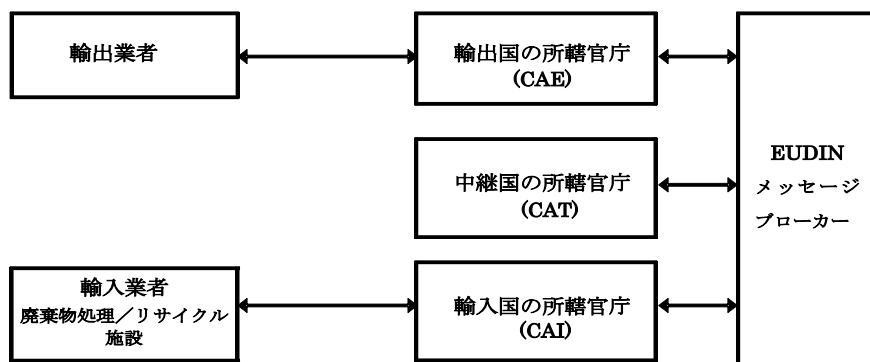 輸出業者
輸出国の所轄官庁
(CAE)
中継国の所轄官庁
(CAT)
EUDIN
メッセージ
ブローカー
輸入業者
廃棄物処理／リサイクル
施設
輸入国の所轄官庁
(CAI)